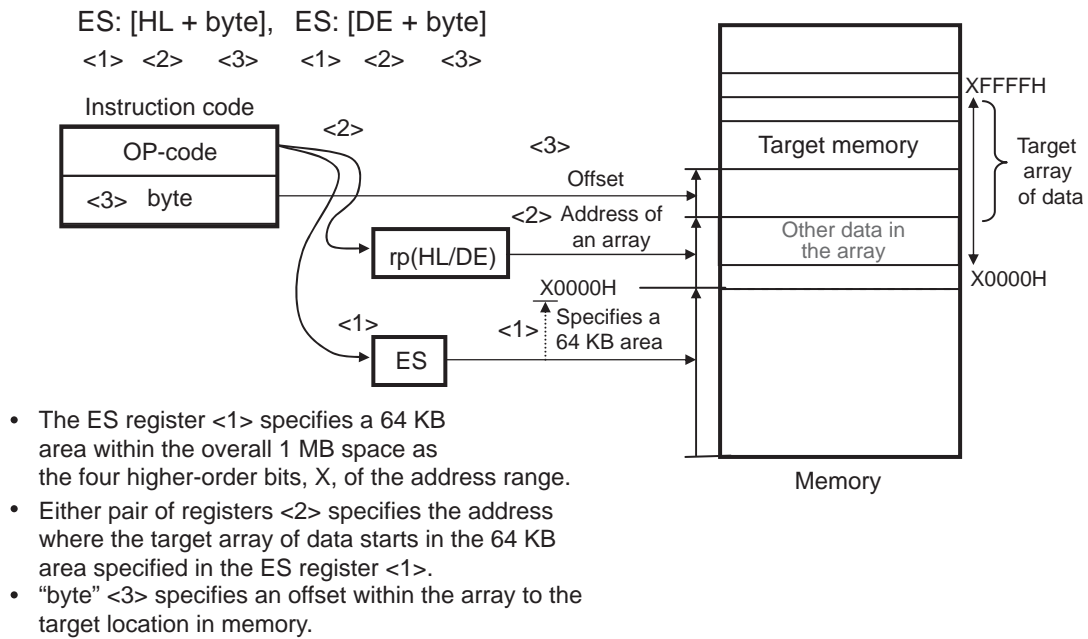 ES: [HL + byte], ES: [DE + byte]
<1> <2> <3> <1> <2> <3>
Instruction code
OP-code
<3> byte
<2>
<3>
Offset
<2> Address of
an array
rp(HL/DE)
X0000H
<1>
<1>
Specifies a
64 KB area
ES
XFFFFH
Target memory
Target
array
of data
Other data in
the array
X0000H
Memory
• The ES register <1> specifies a 64 KB
area within the overall 1 MB space as
the four higher-order bits, X, of the address range.
• Either pair of registers <2> specifies the address
where the target array of data starts in the 64 KB
area specified in the ES register <1>.
• “byte” <3> specifies an offset within the array to the
target location in memory.